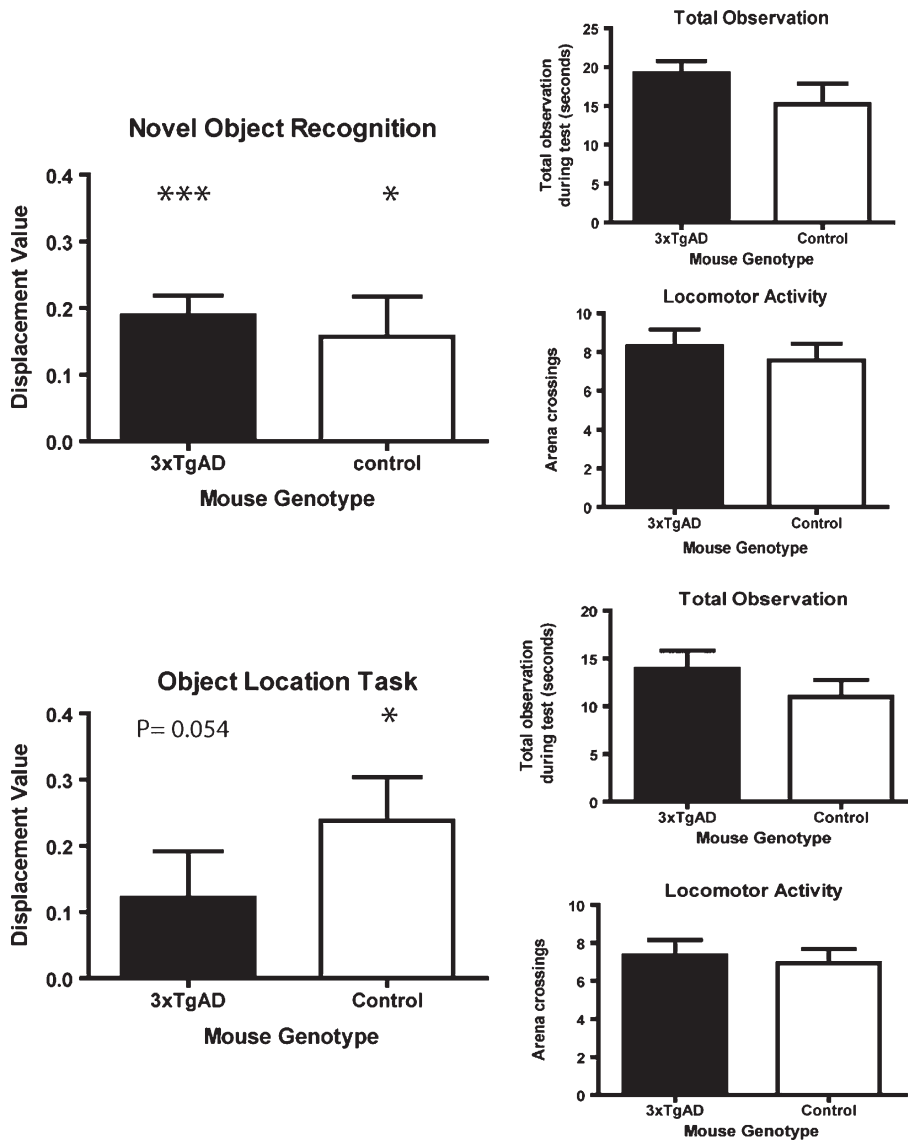 Novel Object Recognition
Displacement Value
0.4
0.3
0.2
0.1
0.0
***
*
3xTgAD
control
Mouse Genotype
Total Observation
Total observation
during test (seconds)
25
20
15
10
5
0
3xTgAD
Control
Mouse Genotype
Locomotor Activity
Arena crossings
10
8
6
4
2
0
3xTgAD
Control
Mouse Genotype
Object Location Task
Displacement Value
0.4
0.3
0.2
0.1
0.0
P= 0.054
*
3xTgAD
Control
Mouse Genotype
Total Observation
Total observation
during test (seconds)
20
15
10
5
0
3xTgAD
Control
Mouse Genotype
Locomotor Activity
Arena crossings
10
8
6
4
2
0
3xTgAD
Control
Mouse Genotype